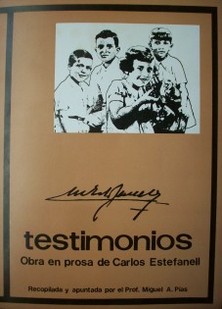 testimonios
Obra en prosa de Carlos Estefanell
Recopilada y apuntada por el Prof. Miguel A. Pías